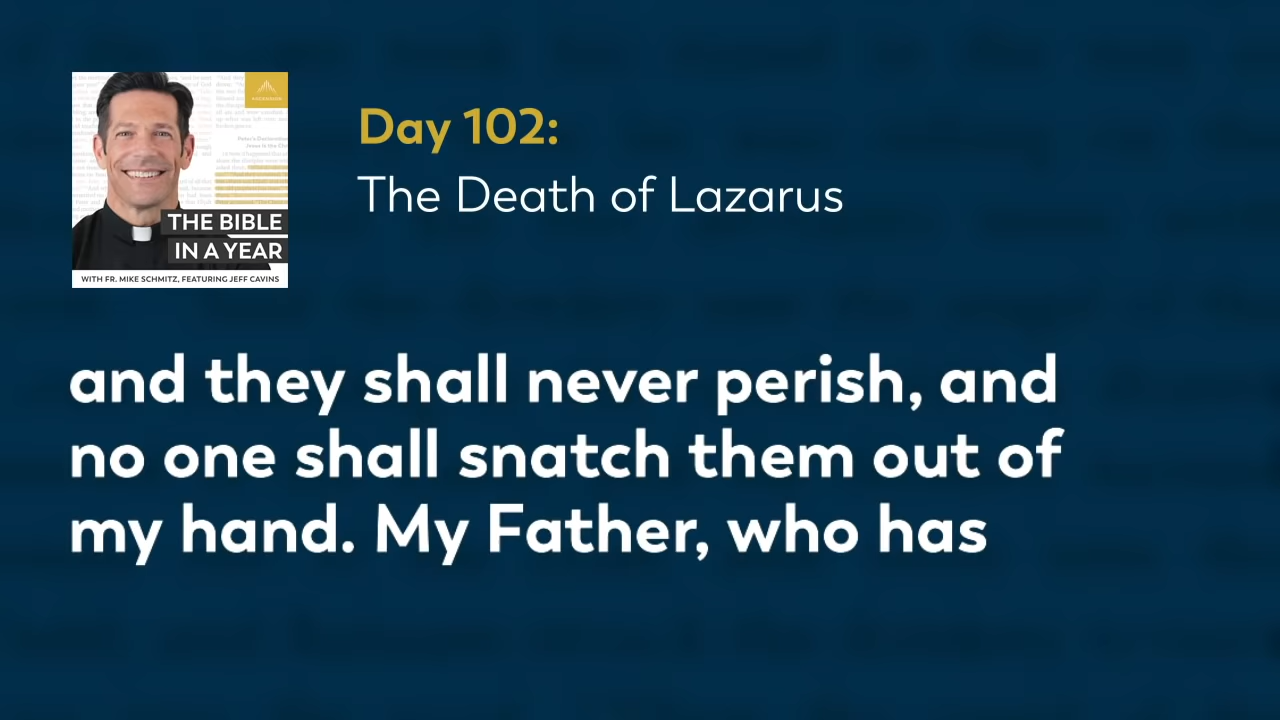 Day 102:
The Death of Lazarus
THE BIBLE
IN A YEAR
WITH FR. MIKE SCHMITZ, FEATURING JEFF CAVINS
and they shall never perish, and
no one shall snatch them out of
my hand. My Father, who has